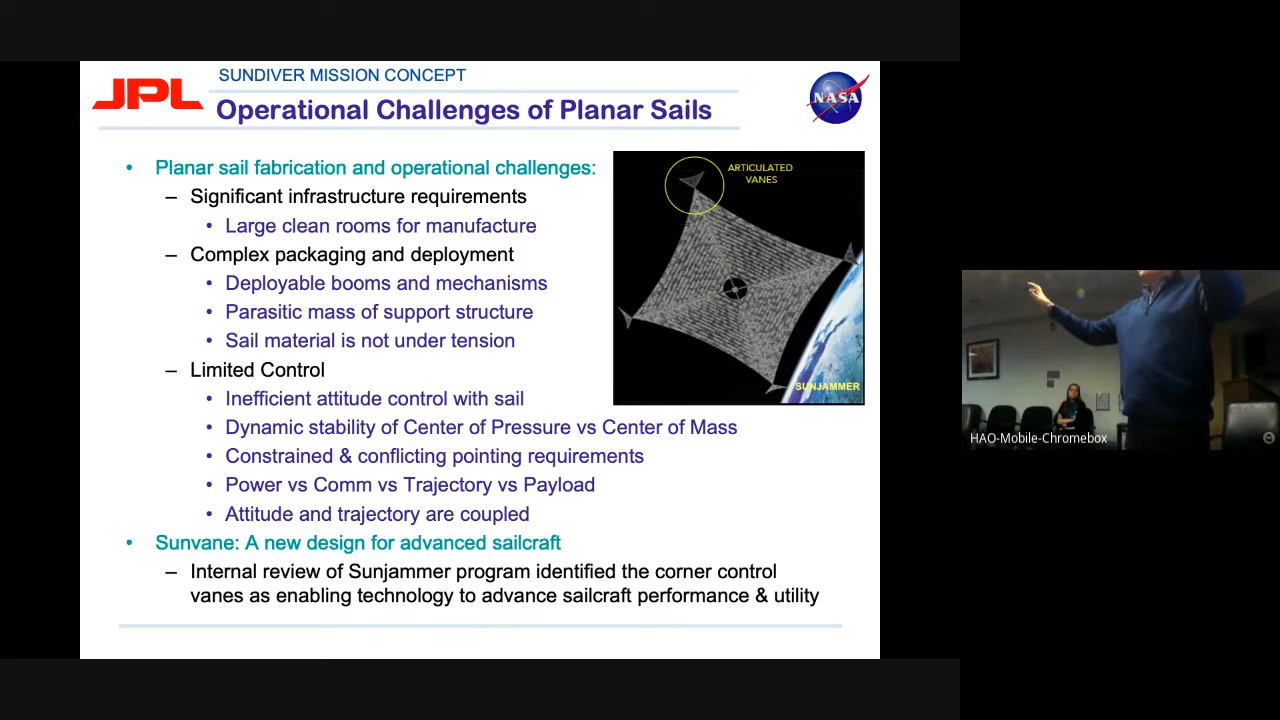 JPL
SUNDIVER MISSION CONCEPT
Operational Challenges of Planar Sails
NASA
• Planar sail fabrication and operational challenges:
– Significant infrastructure requirements
• Large clean rooms for manufacture
– Complex packaging and deployment
• Deployable booms and mechanisms
• Parasitic mass of support structure
• Sail material is not under tension
– Limited Control
• Inefficient attitude control with sail
• Dynamic stability of Center of Pressure vs Center of Mass
• Constrained & conflicting pointing requirements
• Power vs Comm vs Trajectory vs Payload
• Attitude and trajectory are coupled
• Sunvane: A new design for advanced sailcraft
– Internal review of Sunjammer program identified the corner control
vanes as enabling technology to advance sailcraft performance & utility
ARTICULATED
VANES
SUNJAMMER
HAO-Mobile-Chromebox